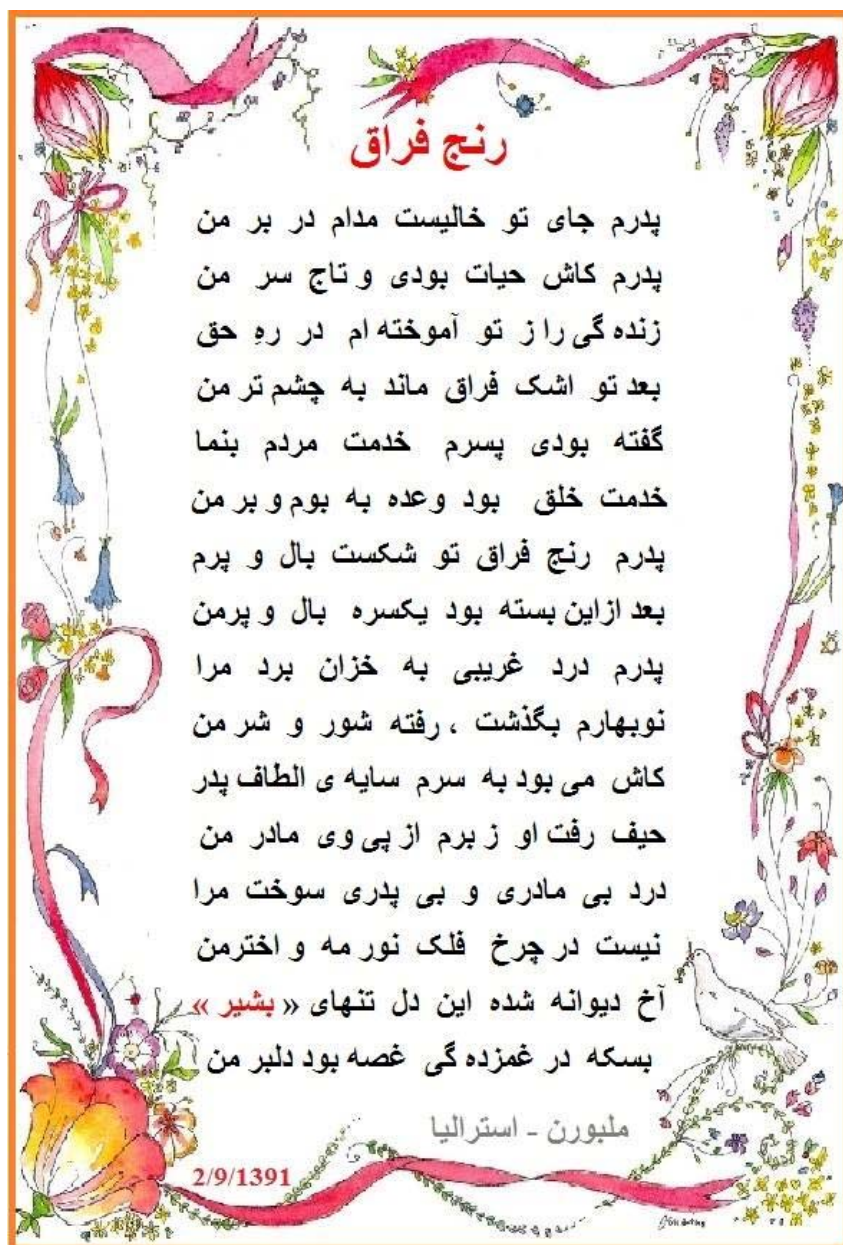 رنج فراق
پدرم جای تو خالیست مدام در بر من
پدرم کاش حیات بودی و تاج سر من
زنده گی را ز تو آموخته ام در رهِ حق
بعد تو اشک فراق ماند به چشم تر من
گفته بودی پسرم خدمت مردم بنما
خدمت خلق بود وعده به بوم و بر من
پدرم رنج فراق تو شکست بال و پرم
بعد ازاین بسته بود یکسره بال و پرمن
پدرم درد غریبی به خزان برد مرا
نوبهارم بگذشت ، رفته شور و شر من
کاش می بود به سرم سایه ی الطاف پدر
حیف رفت او ز برم از پی وی مادر من
درد بی مادری و بی پدری سوخت مرا
نیست در چرخ فلک نور مه و اخترمن
آخ دیوانه شده این دل تنهای « بشیر »
بسکه در غمزده گی غصه بود دلبر من
ملبورن - استرالیا
2/9/1391